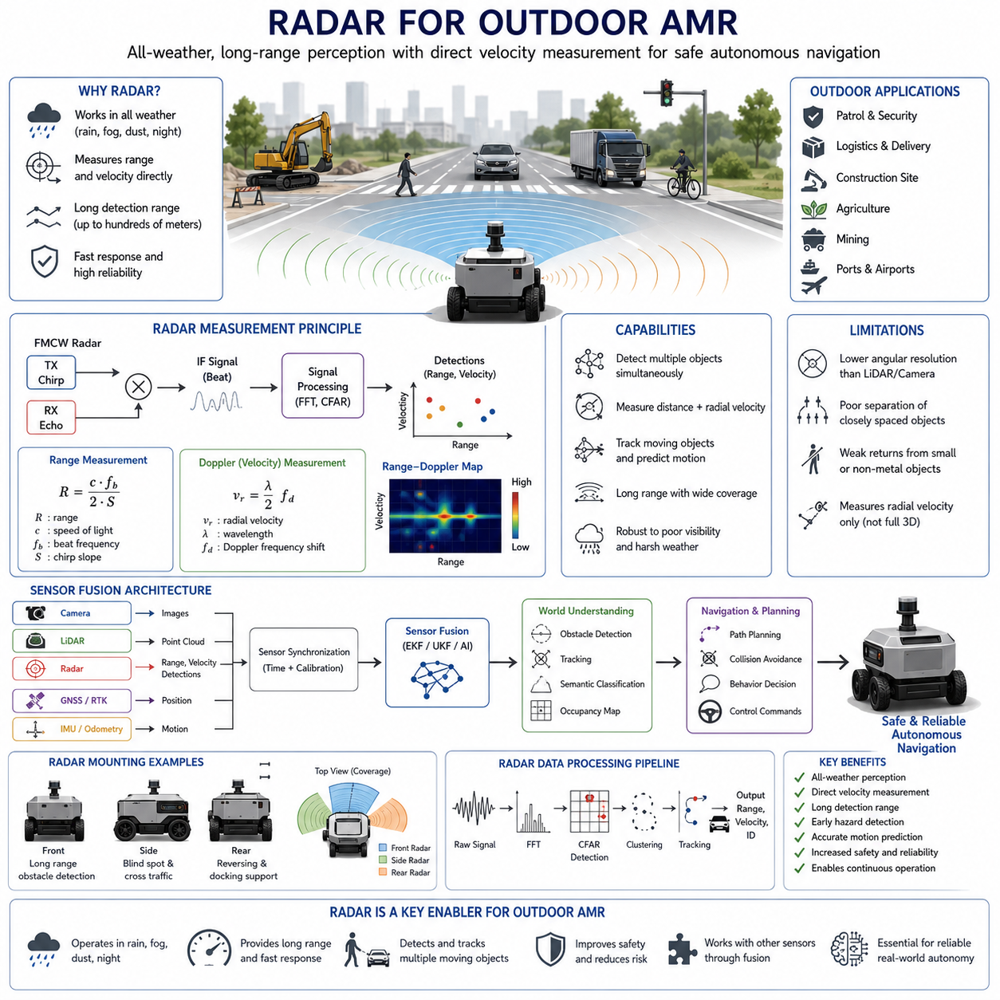 RADAR FOR OUTDOOR AMR
All-weather, long-range perception with direct velocity measurement for safe autonomous navigation
WHY RADAR?
Works in all weather
(rain, fog, dust, night)
Measures range
and velocity directly
Long detection range
(up to hundreds of meters)
Fast response and
high reliability
OUTDOOR APPLICATIONS
Patrol & Security
Logistics & Delivery
Construction Site
Agriculture
Mining
Ports & Airports
RADAR MEASUREMENT PRINCIPLE
FMCW Radar
TX
Chirp
RX
Echo
IF Signal
(Beat)
Signal
Processing
(FFT, CFAR)
Detections
(Range, Velocity)
Velocity
Range
Range Measurement
R = c · f_b / 2 · S
R : range
c : speed of light
f_b : beat frequency
S : chirp slope
Doppler (Velocity) Measurement
v_r = λ / 2 f_d
v_r : radial velocity
λ : wavelength
f_d : Doppler frequency shift
Range–Doppler Map
Velocity
Range
High
Low
CAPABILITIES
Detect multiple objects
simultaneously
Measure distance + radial velocity
Track moving objects
and predict motion
Long range with wide coverage
Robust to poor visibility
and harsh weather
LIMITATIONS
Lower angular resolution
than LiDAR/Camera
Poor separation of
closely spaced objects
Weak returns from small
or non-metal objects
Measures radial velocity
only (not full 3D)
SENSOR FUSION ARCHITECTURE
Camera
Images
LiDAR
Point Cloud
Radar
Range, Velocity
Detections
GNSS / RTK
Position
IMU / Odometry
Motion
Sensor Synchronization
(Time + Calibration)
Sensor Fusion
(EKF / UKF / AI)
World Understanding
Obstacle Detection
Tracking
Semantic Classification
Occupancy Map
Navigation & Planning
Path Planning
Collision Avoidance
Behavior Decision
Control Commands
Safe & Reliable
Autonomous
Navigation
RADAR MOUNTING EXAMPLES
Front
Long range
obstacle detection
Side
Blind spot &
cross traffic
Rear
Reversing &
docking support
Top View (Coverage)
Front Radar
Side Radar
Rear Radar
RADAR DATA PROCESSING PIPELINE
Raw Signal
FFT
CFAR
Detection
Clustering
Tracking
Output
Range,
Velocity,
ID
KEY BENEFITS
All-weather perception
Direct velocity measurement
Long detection range
Early hazard detection
Accurate motion prediction
Increased safety and reliability
Enables continuous operation
RADAR IS A KEY ENABLER FOR OUTDOOR AMR
Operates in rain, fog,
dust, night
Provides long range
and fast response
Detects and tracks
multiple moving objects
Improves safety
and reduces risk
Works with other sensors
through fusion
Essential for reliable
real-world autonomy